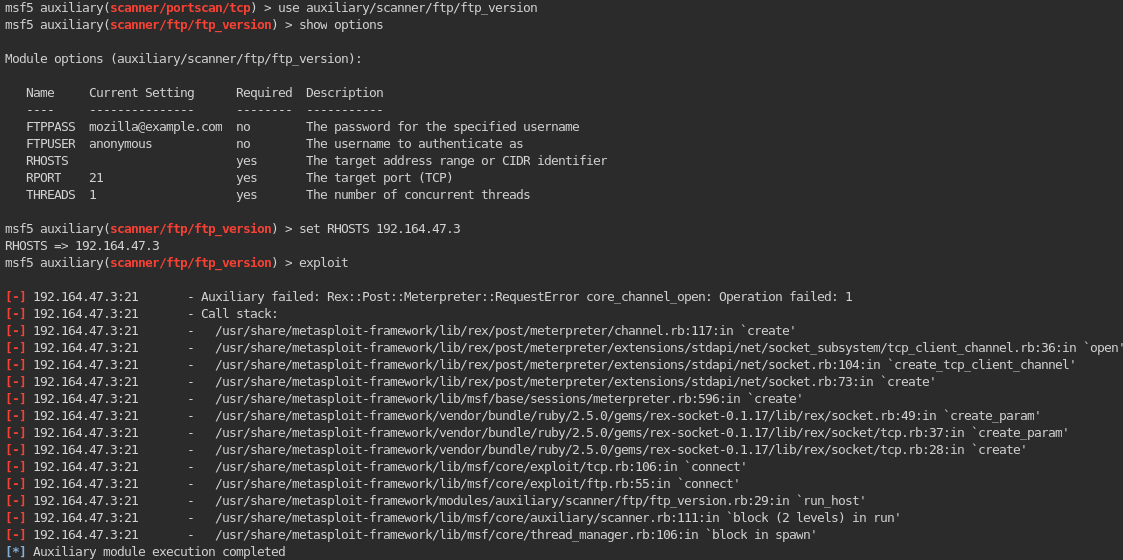 msf5 auxiliary(scanner/portscan/tcp) > use auxiliary/scanner/ftp/ftp_version
msf5 auxiliary(scanner/ftp/ftp_version) > show options
Module options (auxiliary/scanner/ftp/ftp_version):
Name Current Setting Required Description
---- --------------- -------- -----------
FTPPASS mozilla@example.com no The password for the specified username
FTPUSER anonymous no The username to authenticate as
RHOSTS yes The target address range or CIDR identifier
RPORT 21 yes The target port (TCP)
THREADS 1 yes The number of concurrent threads
msf5 auxiliary(scanner/ftp/ftp_version) > set RHOSTS 192.164.47.3
RHOSTS => 192.164.47.3
msf5 auxiliary(scanner/ftp/ftp_version) > exploit
[-] 192.164.47.3:21 - Auxiliary failed: Rex::Post::Meterpreter::RequestError core_channel_open: Operation failed: 1
[-] 192.164.47.3:21 - Call stack:
[-] 192.164.47.3:21 - /usr/share/metasploit-framework/lib/rex/post/meterpreter/channel.rb:117:in `create'
[-] 192.164.47.3:21 - /usr/share/metasploit-framework/lib/rex/post/meterpreter/extensions/stdapi/net/socket_subsystem/tcp_client_channel.rb:36:in `open'
[-] 192.164.47.3:21 - /usr/share/metasploit-framework/lib/rex/post/meterpreter/extensions/stdapi/net/socket.rb:104:in `create_tcp_client_channel'
[-] 192.164.47.3:21 - /usr/share/metasploit-framework/lib/rex/post/meterpreter/extensions/stdapi/net/socket.rb:73:in `create'
[-] 192.164.47.3:21 - /usr/share/metasploit-framework/lib/msf/base/sessions/meterpreter.rb:596:in `create'
[-] 192.164.47.3:21 - /usr/share/metasploit-framework/vendor/bundle/ruby/2.5.0/gems/rex-socket-0.1.17/lib/rex/socket.rb:49:in `create_param'
[-] 192.164.47.3:21 - /usr/share/metasploit-framework/vendor/bundle/ruby/2.5.0/gems/rex-socket-0.1.17/lib/rex/socket/tcp.rb:37:in `create_param'
[-] 192.164.47.3:21 - /usr/share/metasploit-framework/vendor/bundle/ruby/2.5.0/gems/rex-socket-0.1.17/lib/rex/socket/tcp.rb:28:in `create'
[-] 192.164.47.3:21 - /usr/share/metasploit-framework/lib/msf/core/exploit/tcp.rb:106:in `connect'
[-] 192.164.47.3:21 - /usr/share/metasploit-framework/lib/msf/core/exploit/ftp.rb:55:in `connect'
[-] 192.164.47.3:21 - /usr/share/metasploit-framework/modules/auxiliary/scanner/ftp/ftp_version.rb:29:in `run_host'
[-] 192.164.47.3:21 - /usr/share/metasploit-framework/lib/msf/core/auxiliary/scanner.rb:111:in `block (2 levels) in run'
[-] 192.164.47.3:21 - /usr/share/metasploit-framework/lib/msf/core/thread_manager.rb:106:in `block in spawn'
[*] Auxiliary module execution completed